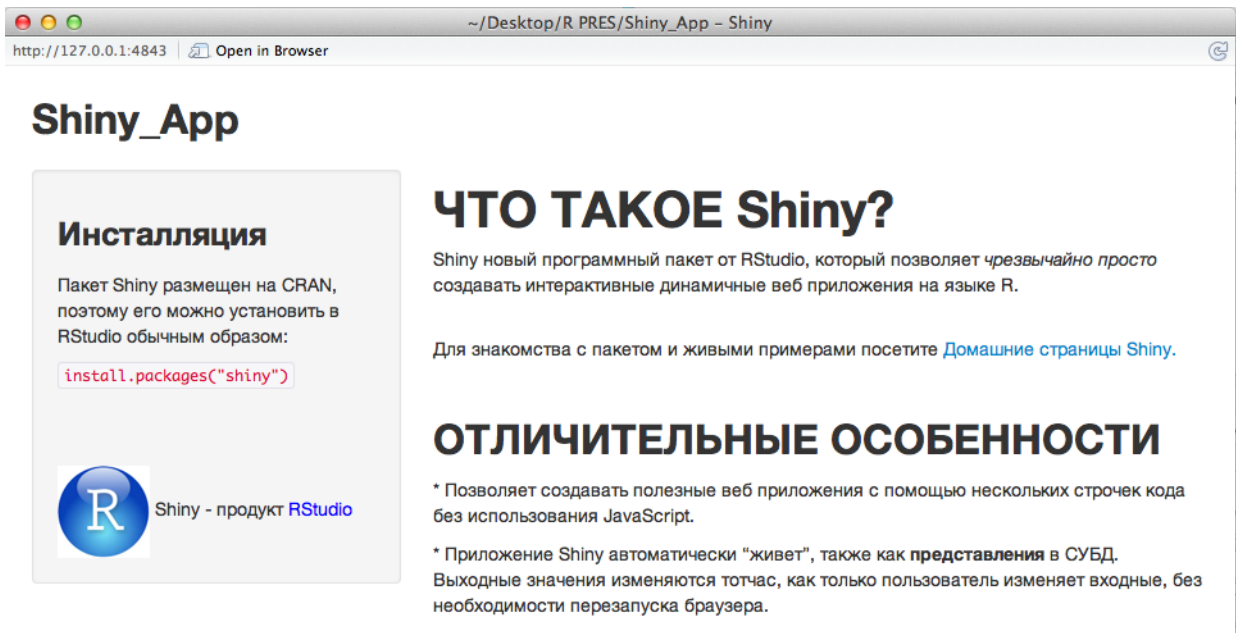 ~/Desktop/R PRES/Shiny_App – Shiny
http://127.0.0.1:4843 Open in Browser
Shiny_App
Инсталляция
Пакет Shiny размещен на CRAN,
поэтому его можно установить в
RStudio обычным образом:
install.packages("shiny")
R
Shiny - продукт RStudio
ЧТО ТАКОЕ Shiny?
Shiny новый программный пакет от RStudio, который позволяет чрезвычайно просто
создавать интерактивные динамичные веб приложения на языке R.
Для знакомства с пакетом и живыми примерами посетите Домашние страницы Shiny.
ОТЛИЧИТЕЛЬНЫЕ ОСОБЕННОСТИ
* Позволяет создавать полезные веб приложения с помощью нескольких строчек кода
без использования JavaScript.
* Приложение Shiny автоматически “живет”, также как представления в СУБД.
Выходные значения изменяются тотчас, как только пользователь изменяет входные, без
необходимости перезапуска браузера.